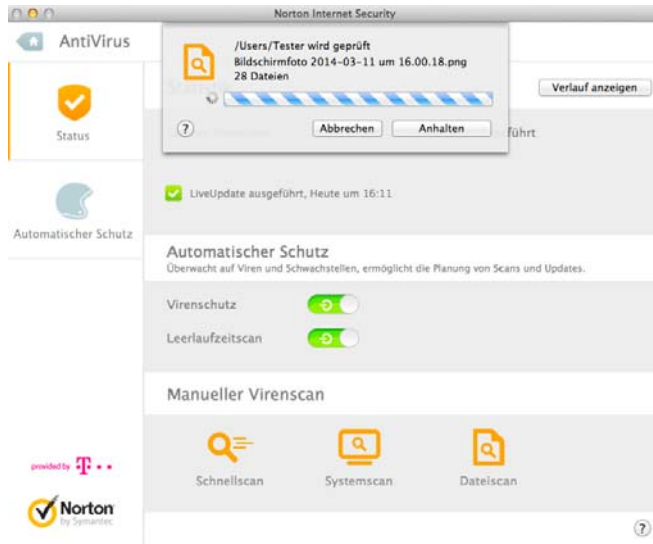 Norton Internet Security
AntiVirus
/Users/Tester wird geprüft
Bildschirmfoto 2014-03-11 um 16.00.18.png
28 Dateien
Verlauf anzeigen
?
Abbrechen
Anhalten
führt
Status
LiveUpdate ausgeführt, Heute um 16:11
Automatischer Schutz
Automatischer Schutz
Überwacht auf Viren und Schwachstellen, ermöglicht die Planung von Scans und Updates.
Virenschutz
Leerlaufzeitscan
Manueller Virenscan
Schnellscan
Systemscan
Dateiscan
provided by T
Norton
by Symantec
?